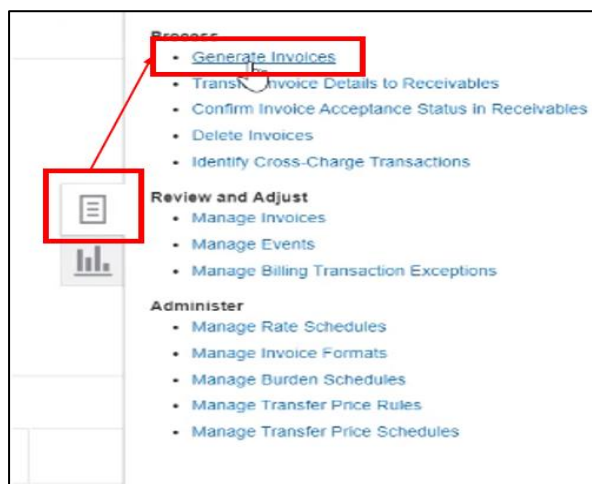 Process
Generate Invoices
Transfer Invoice Details to Receivables
Confirm Invoice Acceptance Status in Receivables
Delete Invoices
Identify Cross-Charge Transactions
Review and Adjust
Manage Invoices
Manage Events
Manage Billing Transaction Exceptions
Administer
Manage Rate Schedules
Manage Invoice Formats
Manage Burden Schedules
Manage Transfer Price Rules
Manage Transfer Price Schedules